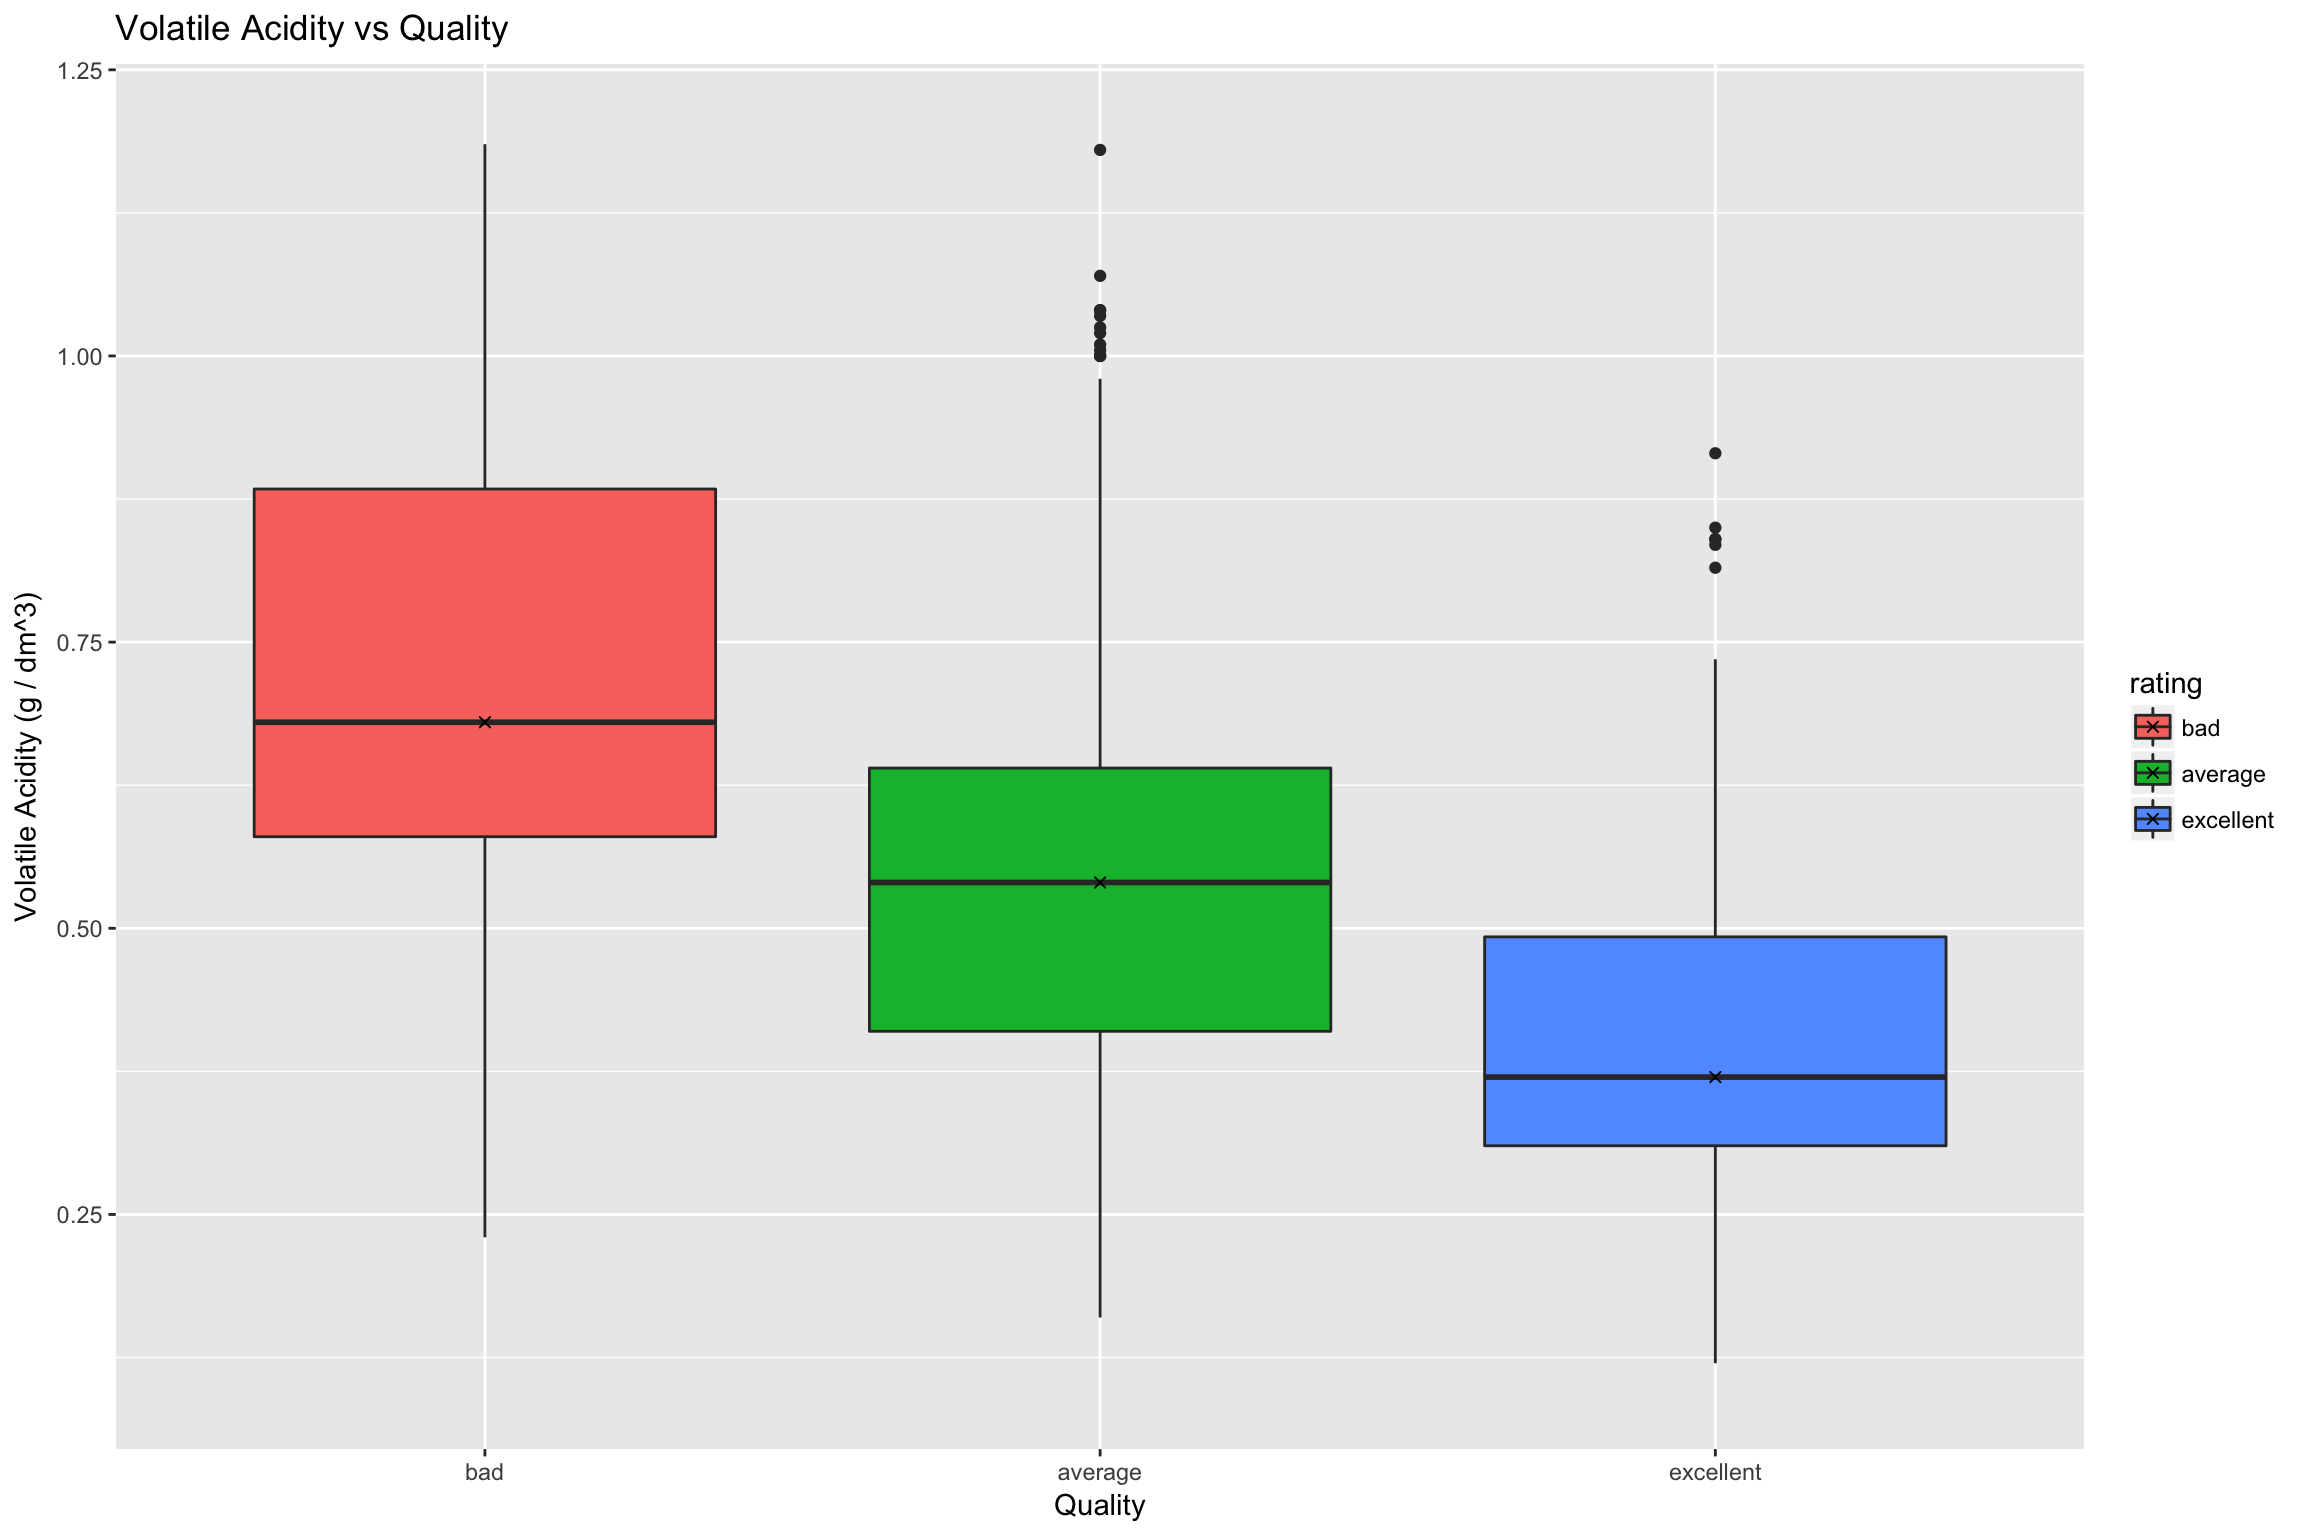 Volatile Acidity vs Quality
Volatile Acidity (g / dm^3)
1.25
1.00
0.75
0.50
0.25
bad
average
excellent
Quality
rating
bad
average
excellent